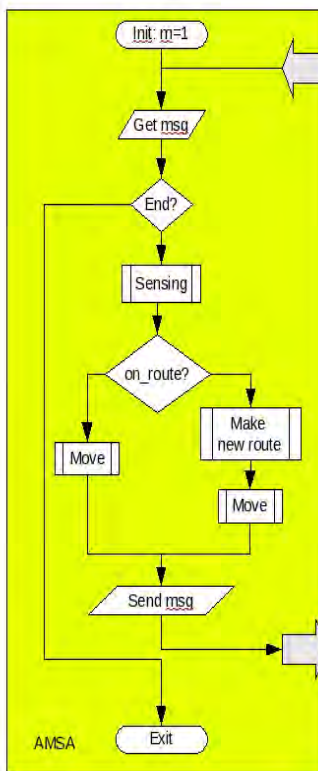 Init: m=1
Get msg
End?
Sensing
on_route?
Make
new route
Move
Move
Send msg
Exit
AMSA